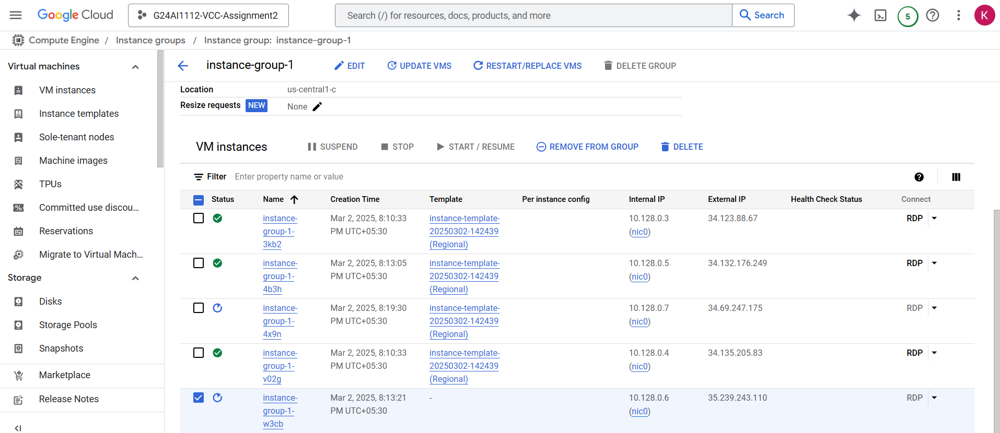 Google Cloud
G24AI1112-VCC-Assignment2
Search (/) for resources, docs, products, and more
Search
5
K
Compute Engine / Instance groups / Instance group: instance-group-1
Virtual machines
VM instances
Instance templates
Sole-tenant nodes
Machine images
TPUs
Committed use discou...
Reservations
Migrate to Virtual Mach...
Storage
Disks
Storage Pools
Snapshots
Marketplace
Release Notes
instance-group-1
EDIT
UPDATE VMS
RESTART/REPLACE VMS
DELETE GROUP
Location us-central1-c
Resize requests NEW None
VM instances
SUSPEND
STOP
START / RESUME
REMOVE FROM GROUP
DELETE
Filter Enter property name or value
Status Name Creation Time Template Per instance config Internal IP External IP Health Check Status Connect
instance- Mar 2, 2025, 8:10:33 instance-template- 10.128.0.3 34.123.88.67 RDP
group-1- PM UTC+05:30 20250302-142439 (nic0)
3kb2 (Regional)
instance- Mar 2, 2025, 8:13:05 instance-template- 10.128.0.5 34.132.176.249 RDP
group-1- PM UTC+05:30 20250302-142439 (nic0)
4b3h (Regional)
instance- Mar 2, 2025, 8:19:30 instance-template- 10.128.0.7 34.69.247.175 RDP
group-1- PM UTC+05:30 20250302-142439 (nic0)
4x9n (Regional)
instance- Mar 2, 2025, 8:10:33 instance-template- 10.128.0.4 34.135.205.83 RDP
group-1- PM UTC+05:30 20250302-142439 (nic0)
v02g (Regional)
instance- Mar 2, 2025, 8:13:21 - 10.128.0.6 35.239.243.110 RDP
group-1- PM UTC+05:30 (nic0)
w3cb